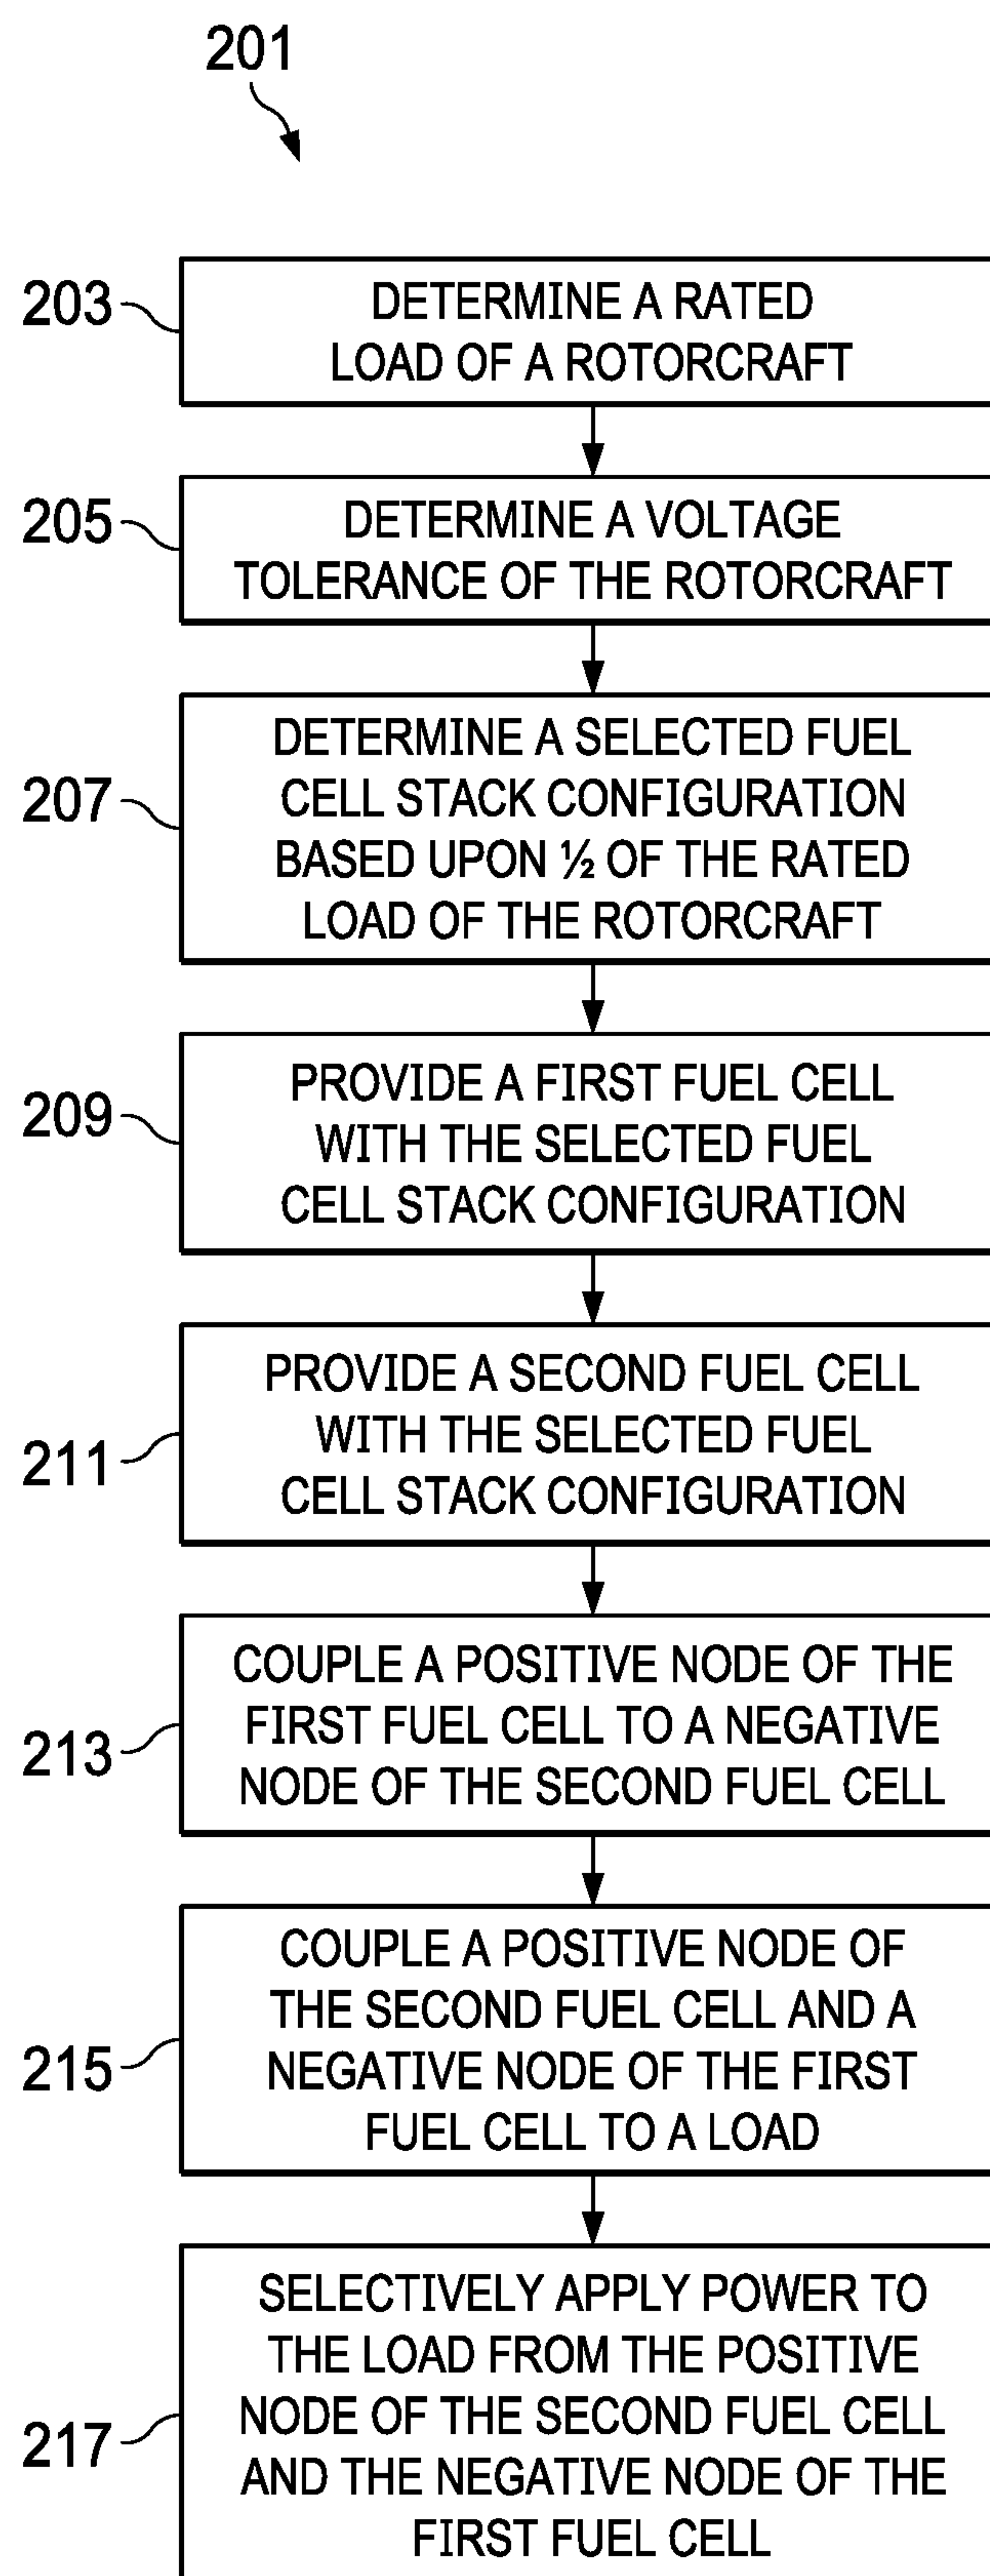 201
203
DETERMINE A RATED
LOAD OF A ROTORCRAFT
205
DETERMINE A VOLTAGE
TOLERANCE OF THE ROTORCRAFT
207
DETERMINE A SELECTED FUEL
CELL STACK CONFIGURATION
BASED UPON ½ OF THE RATED
LOAD OF THE ROTORCRAFT
209
PROVIDE A FIRST FUEL CELL
WITH THE SELECTED FUEL
CELL STACK CONFIGURATION
211
PROVIDE A SECOND FUEL CELL
WITH THE SELECTED FUEL
CELL STACK CONFIGURATION
213
COUPLE A POSITIVE NODE OF THE
FIRST FUEL CELL TO A NEGATIVE
NODE OF THE SECOND FUEL CELL
215
COUPLE A POSITIVE NODE OF
THE SECOND FUEL CELL AND A
NEGATIVE NODE OF THE FIRST
FUEL CELL TO A LOAD
217
SELECTIVELY APPLY POWER TO
THE LOAD FROM THE POSITIVE
NODE OF THE SECOND FUEL CELL
AND THE NEGATIVE NODE OF THE
FIRST FUEL CELL